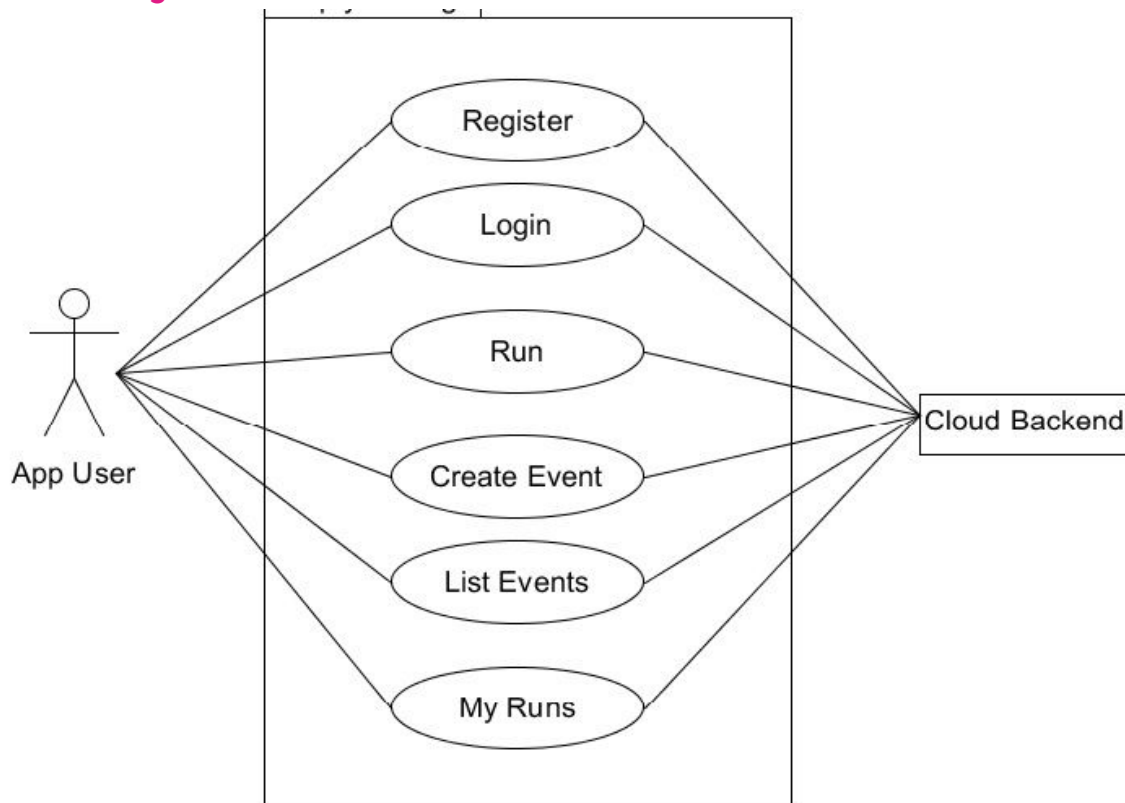 Register
Login
Run
App User
Cloud Backend
Create Event
List Events
My Runs